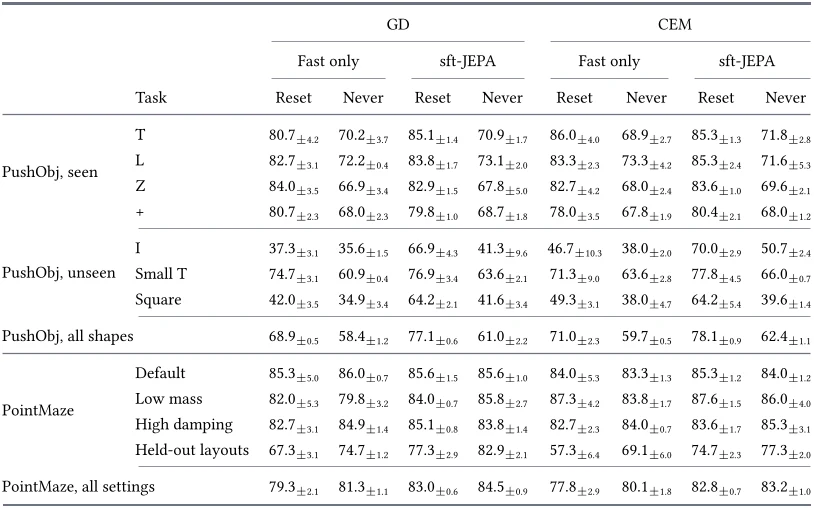 GD CEM
Fast only sft-JEPA Fast only sft-JEPA
Task Reset Never Reset Never Reset Never Reset Never
PushObj, seen
T 80.7±4.2 70.2±3.7 85.1±1.4 70.9±1.7 86.0±4.0 68.9±2.7 85.3±1.3 71.8±2.8
L 82.7±3.1 72.2±0.4 83.8±1.7 73.1±2.0 83.3±2.3 73.3±4.2 85.3±2.4 71.6±5.3
Z 84.0±3.5 66.9±3.4 82.9±1.5 67.8±5.0 82.7±4.2 68.0±2.4 83.6±1.0 69.6±2.1
+ 80.7±2.3 68.0±2.3 79.8±1.0 68.7±1.8 78.0±3.5 67.8±1.9 80.4±2.1 68.0±1.2
PushObj, unseen
I 37.3±3.1 35.6±1.5 66.9±4.3 41.3±9.6 46.7±10.3 38.0±2.0 70.0±2.9 50.7±2.4
Small T 74.7±3.1 60.9±0.4 76.9±3.4 63.6±2.1 71.3±9.0 63.6±2.8 77.8±4.5 66.0±0.7
Square 42.0±3.5 34.9±3.4 64.2±2.1 41.6±3.4 49.3±3.1 38.0±4.7 64.2±5.4 39.6±1.4
PushObj, all shapes 68.9±0.5 58.4±1.2 77.1±0.6 61.0±2.2 71.0±2.3 59.7±0.5 78.1±0.9 62.4±1.1
PointMaze
Default 85.3±5.0 86.0±0.7 85.6±1.5 85.6±1.0 84.0±5.3 83.3±1.3 85.3±1.2 84.0±1.2
Low mass 82.0±5.3 79.8±3.2 84.0±0.7 85.8±2.7 87.3±4.2 83.8±1.7 87.6±1.5 86.0±4.0
High damping 82.7±3.1 84.9±1.4 85.1±0.8 83.8±1.4 82.7±2.3 84.0±0.7 83.6±1.7 85.3±3.1
Held-out layouts 67.3±3.1 74.7±1.2 77.3±2.9 82.9±2.1 57.3±6.4 69.1±6.0 74.7±2.3 77.3±2.0
PointMaze, all settings 79.3±2.1 81.3±1.1 83.0±0.6 84.5±0.9 77.8±2.9 80.1±1.8 82.8±0.7 83.2±1.0